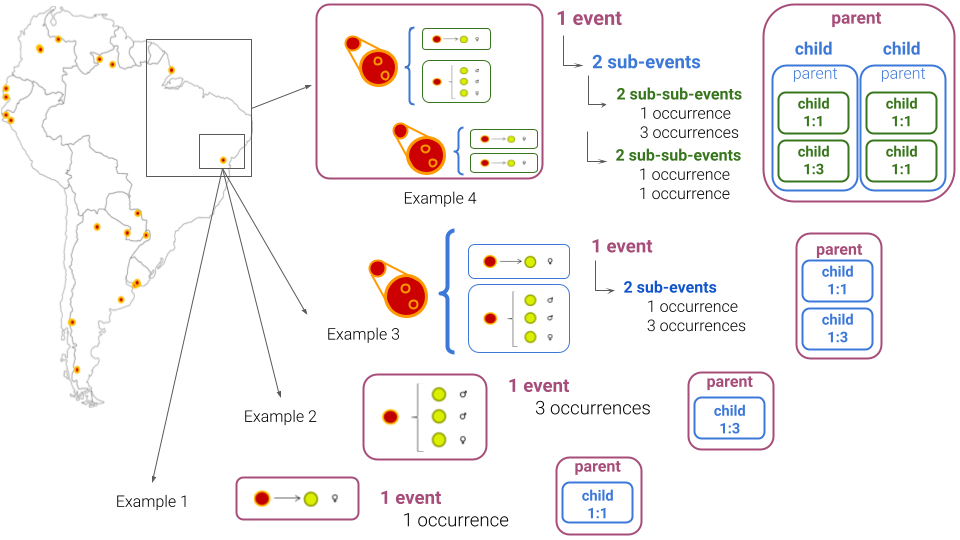 1 event
2 sub-events
2 sub-sub-events
1 occurrence
3 occurrences
2 sub-sub-events
1 occurrence
1 occurrence
parent
child
child
parent
parent
child
1:1
child
1:1
child
1:3
child
1:1
Example 4
1 event
2 sub-events
1 occurrence
3 occurrences
parent
child
1:1
child
1:3
Example 3
1 event
3 occurrences
parent
child
1:3
Example 2
1 event
1 occurrence
parent
child
1:1
Example 1